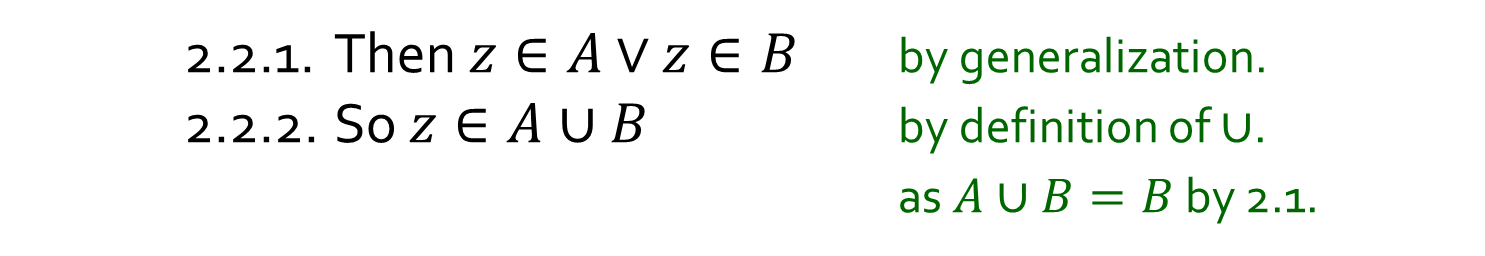 2.2.1. Then z ∈ A ∨ z ∈ B by generalization.
2.2.2. So z ∈ A ∪ B by definition of ∪.
as A ∪ B = B by 2.1.